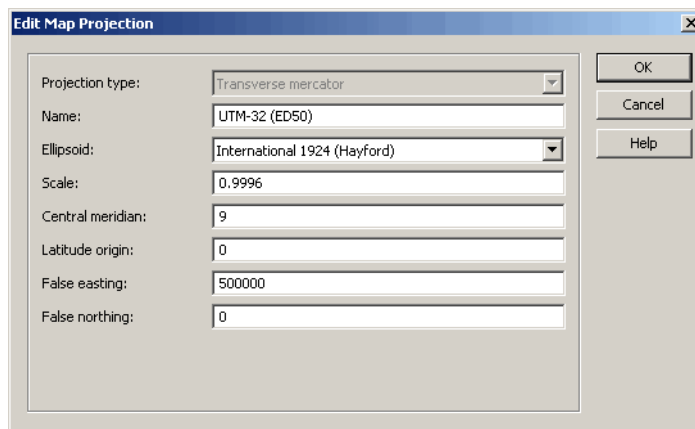 Edit Map Projection
Projection type: Transverse mercator
OK
Name: UTM-32 (ED50)
Cancel
Ellipsoid: International 1924 (Hayford)
Help
Scale: 0.9996
Central meridian: 9
Latitude origin: 0
False easting: 500000
False northing: 0